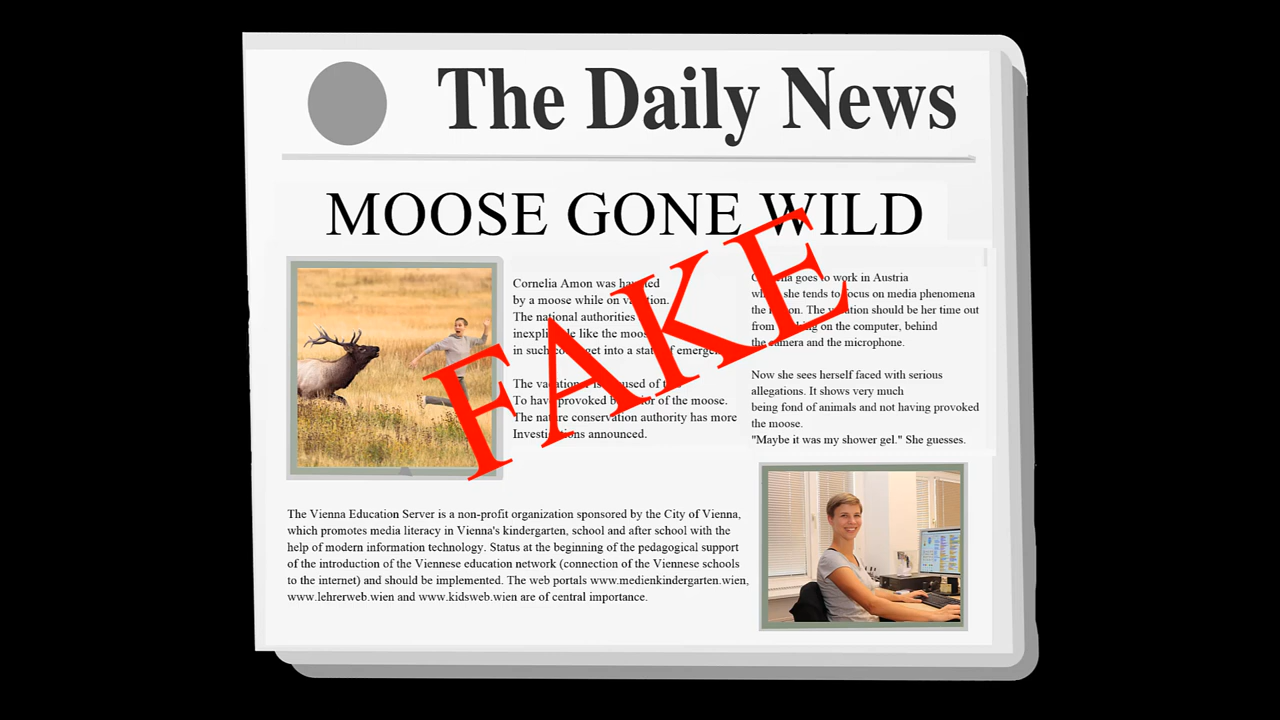 The Daily News
MOOSE GONE WILD
FAKE
Cornelia Amon was
by a moose while on
The national authorities
like the
in such get into a
The
To have provoked of the moose.
The nature conservation authority has more
announced.
goes to work in Austria
she tends to focus on media phenomena
the The should be her time out
from on the computer, behind
the camera and the microphone.
Now she sees herself faced with serious
allegations. It shows very much
being fond of animals and not having provoked
the moose.
"Maybe it was my shower gel." She guesses.
The Vienna Education Server is a non-profit organization sponsored by the City of Vienna,
which promotes media literacy in Vienna's kindergarten, school and after school with the
help of modern information technology. Status at the beginning of the pedagogical support
of the introduction of the Viennese education network (connection of the Viennese schools
to the internet) and should be implemented. The web portals www.medienkindergarten.wien,
www.lehrerweb.wien and www.kidsweb.wien are of central importance.